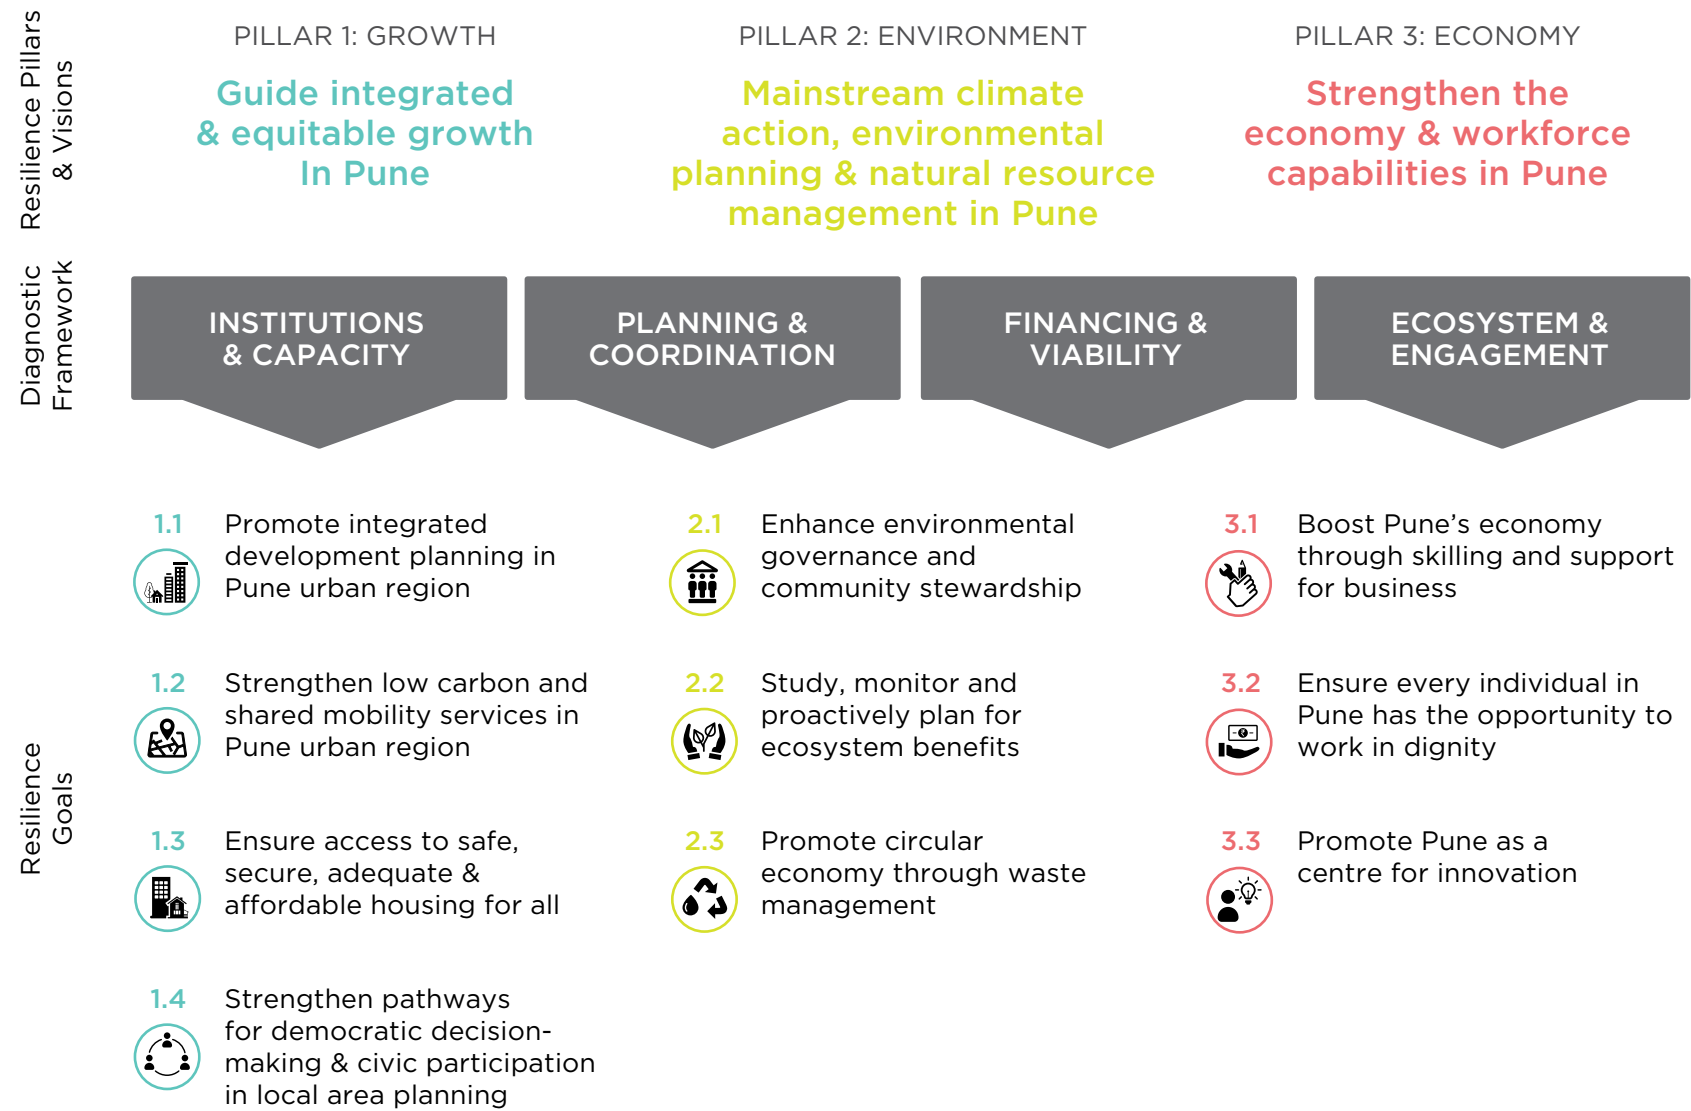 Resilience Pillars
& Visions
PILLAR 1: GROWTH
Guide integrated
& equitable growth
In Pune
PILLAR 2: ENVIRONMENT
Mainstream climate
action, environmental
planning & natural resource
management in Pune
PILLAR 3: ECONOMY
Strengthen the
economy & workforce
capabilities in Pune
Diagnostic
Framework
INSTITUTIONS
& CAPACITY
PLANNING &
COORDINATION
FINANCING &
VIABILITY
ECOSYSTEM &
ENGAGEMENT
Resilience
Goals
1.1
Promote integrated
development planning in
Pune urban region
1.2
Strengthen low carbon and
shared mobility services in
Pune urban region
1.3
Ensure access to safe,
secure, adequate &
affordable housing for all
1.4
Strengthen pathways
for democratic decision-
making & civic participation
in local area planning
2.1
Enhance environmental
governance and
community stewardship
2.2
Study, monitor and
proactively plan for
ecosystem benefits
2.3
Promote circular
economy through waste
management
3.1
Boost Pune’s economy
through skilling and support
for business
3.2
Ensure every individual in
Pune has the opportunity to
work in dignity
3.3
Promote Pune as a
centre for innovation